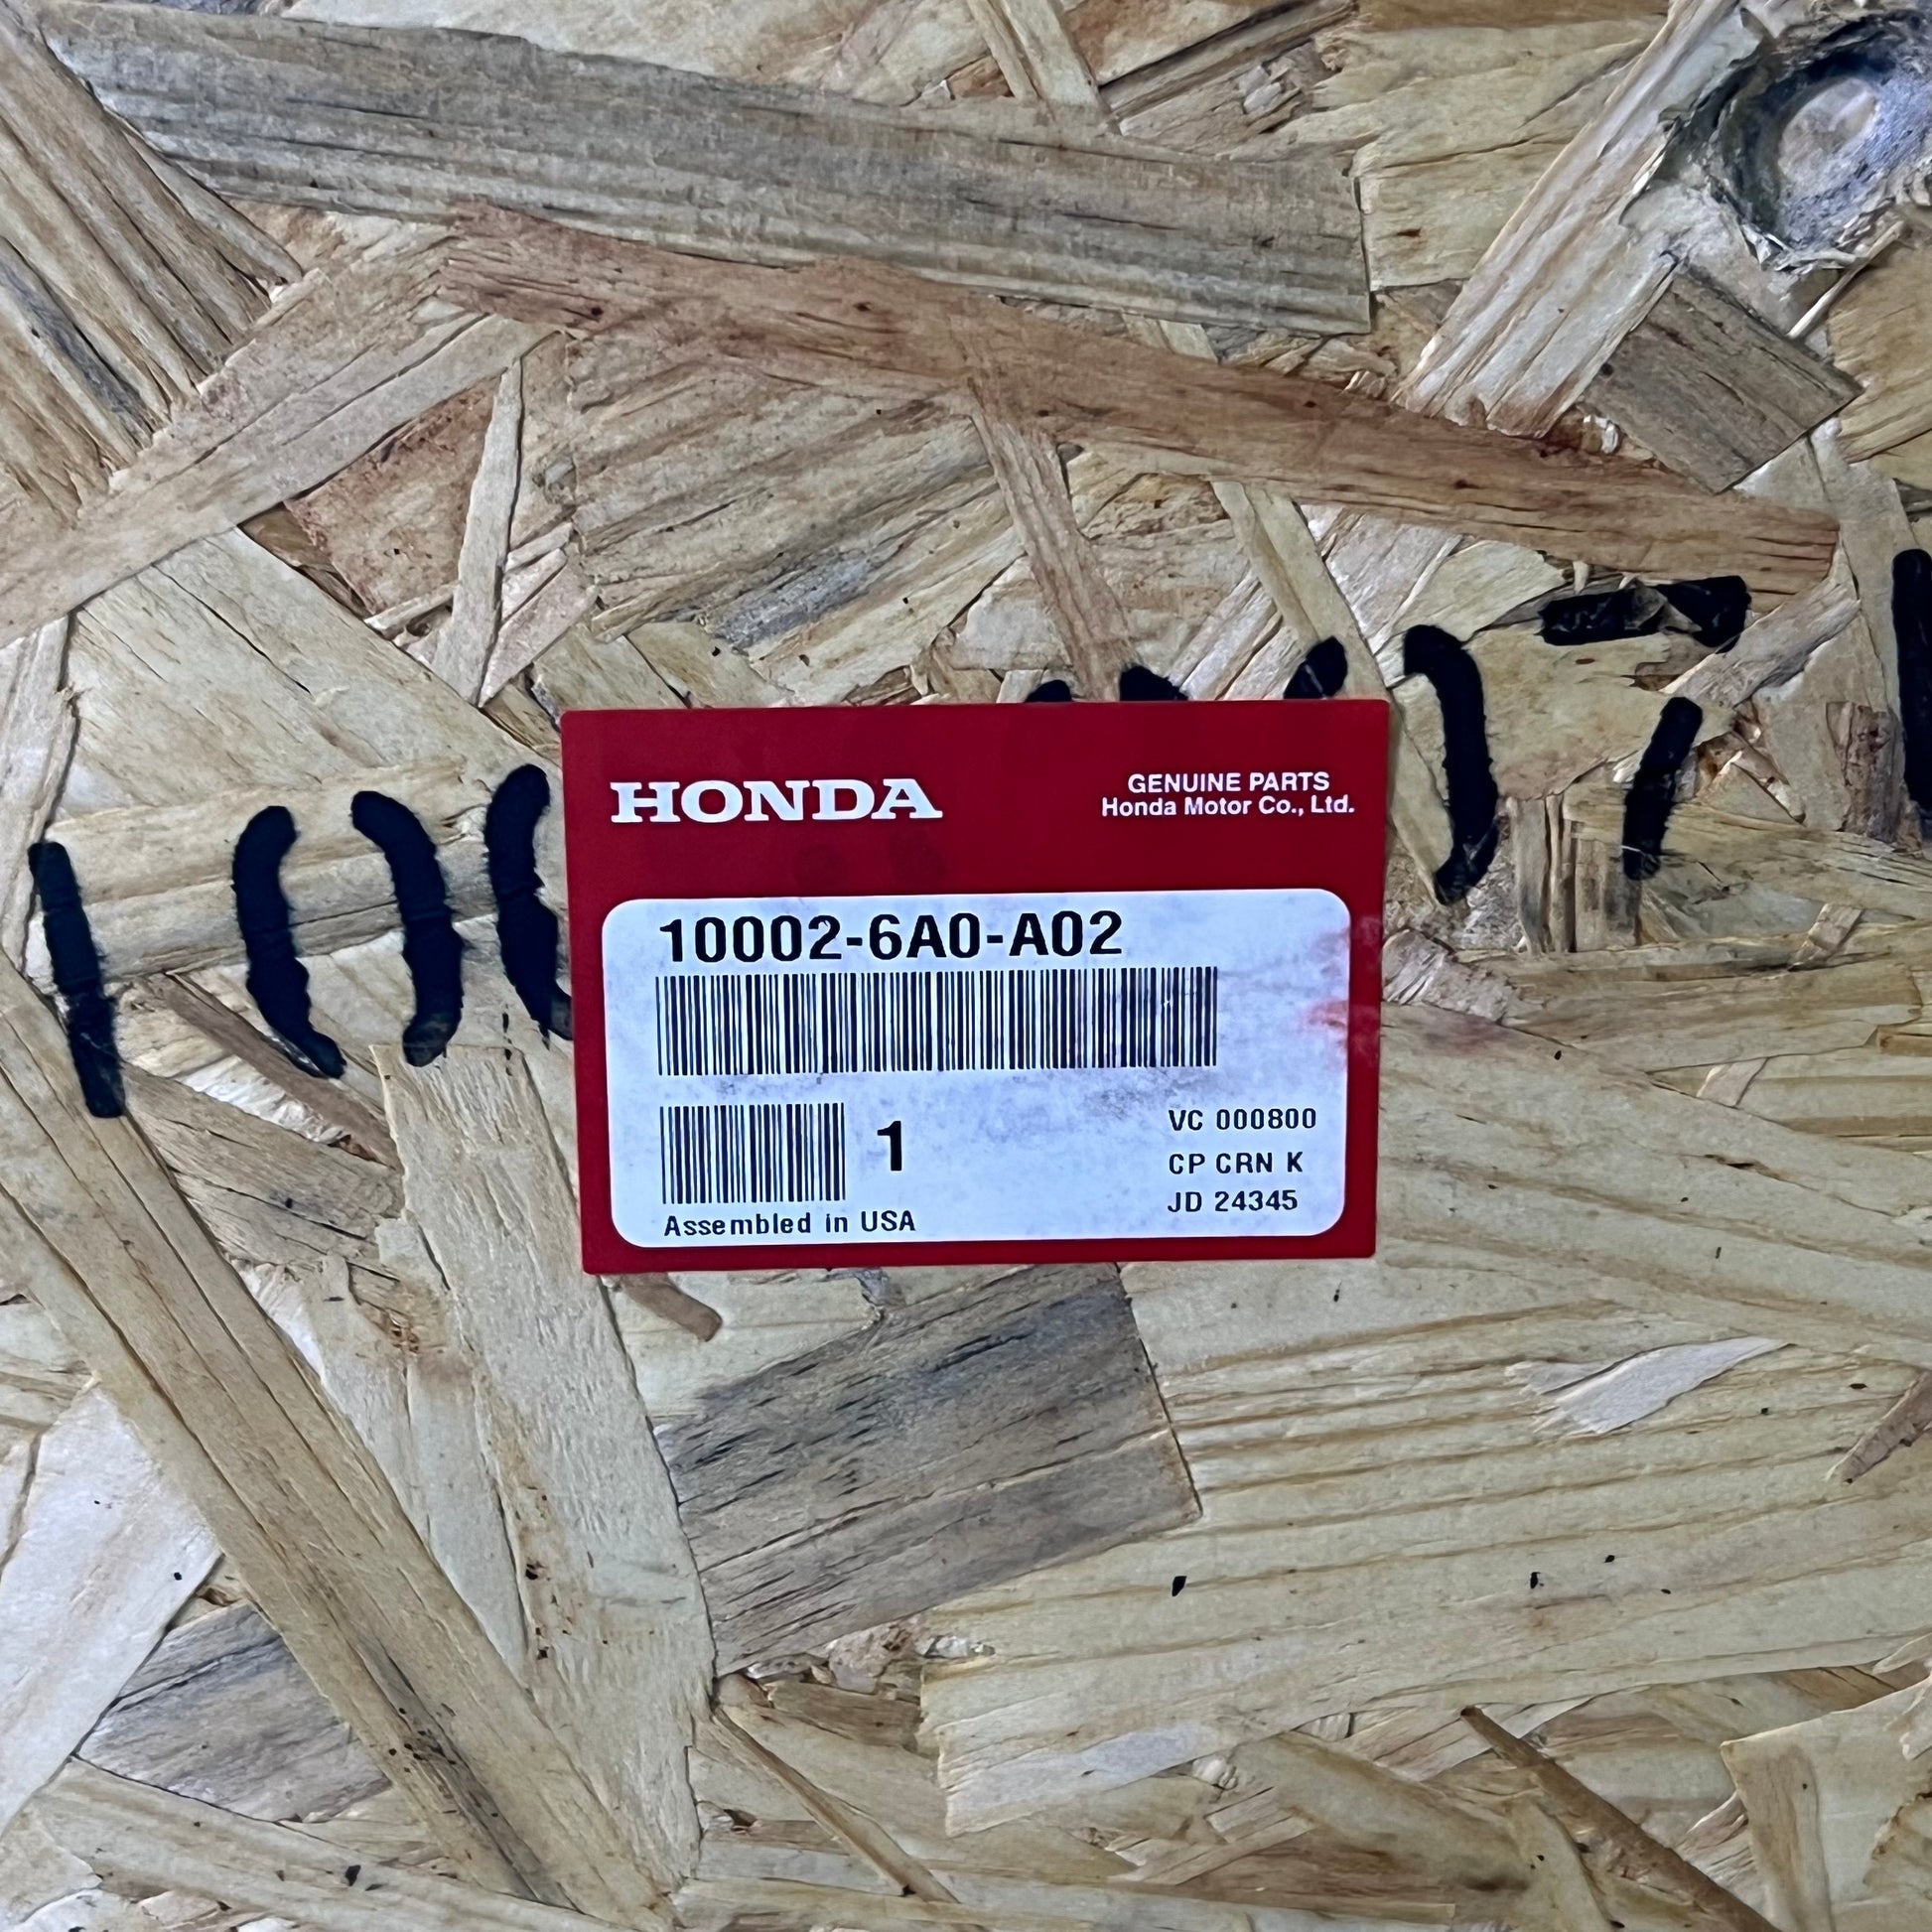 HONDA
GENUINE PARTS
Honda Motor Co., Ltd.
10002-6A0-A02
1
VC 000800
CP CRN K
JD 24345
Assembled in USA